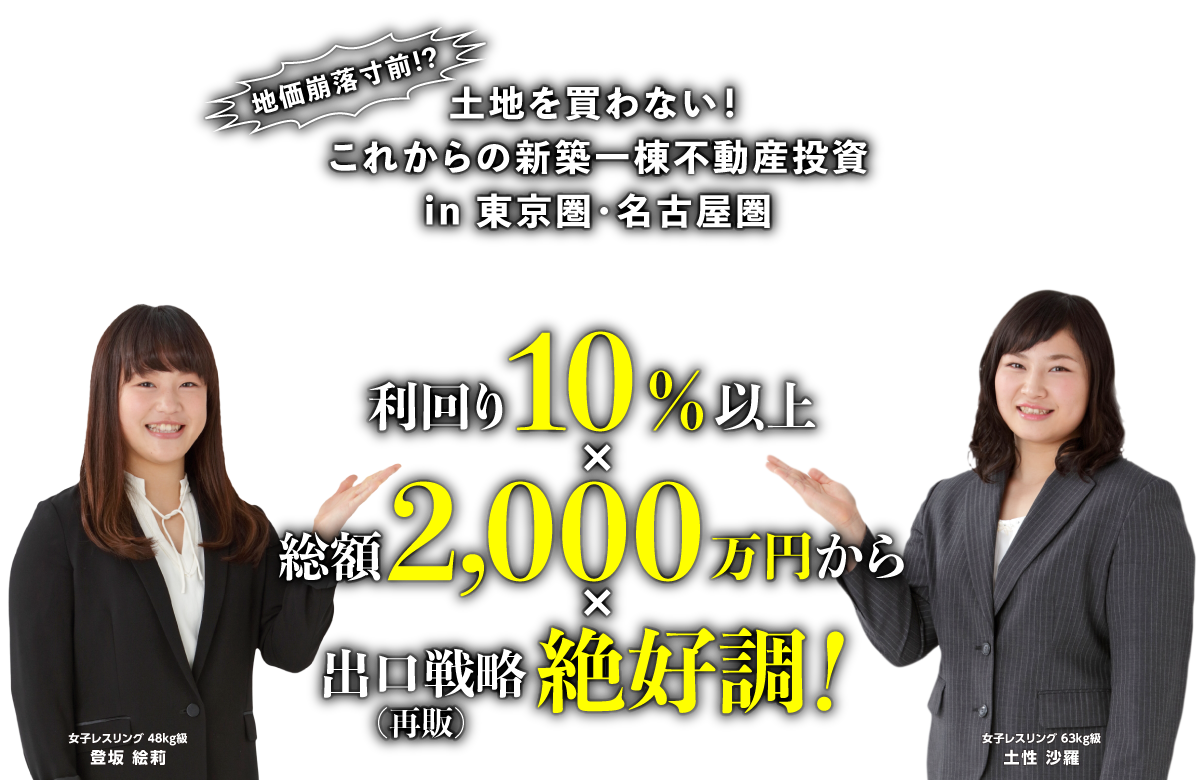 地価崩落寸前!?
土地を買わない!
これからの新築一棟不動産投資
in 東京圏・名古屋圏
利回り10%以上
×
総額2,000万円から
×
出口戦略絶好調!
(再販)
女子レスリング 48kg級
登坂 絵莉
女子レスリング 63kg級
土性 沙羅